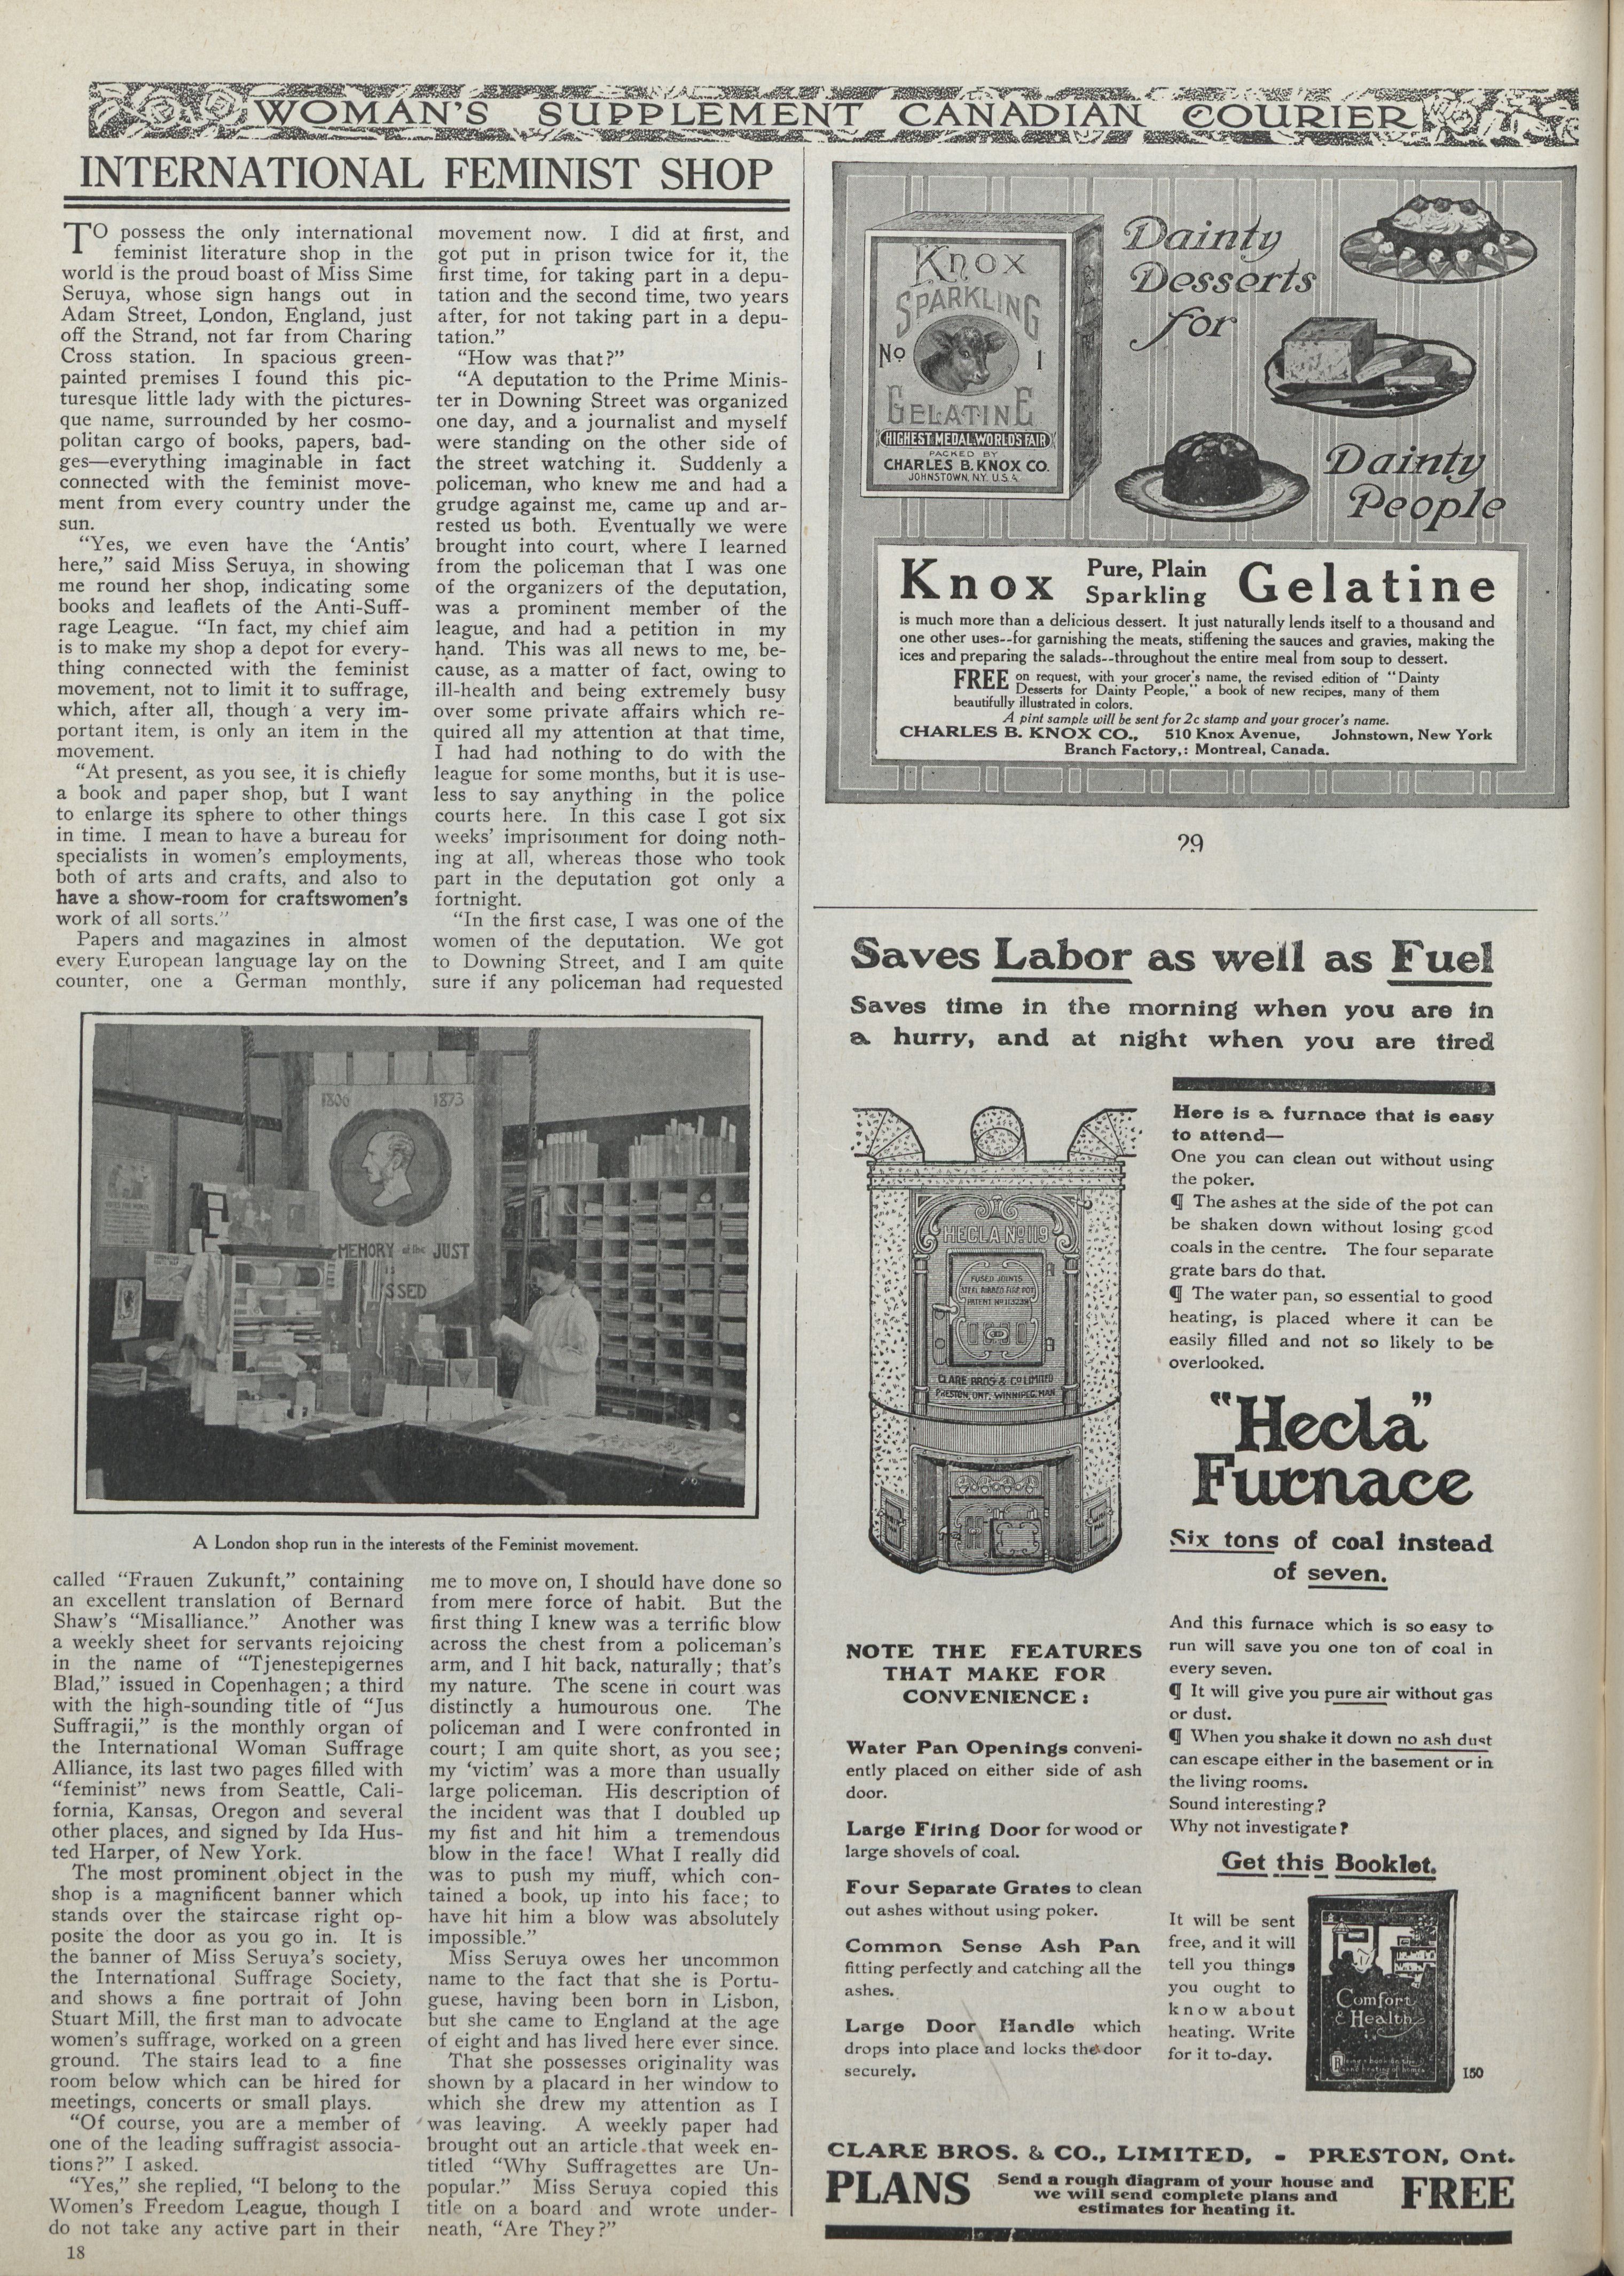 WOMAN'S SUPPLEMENT CANADIAN COURIER
INTERNATIONAL FEMINIST SHOP
TO possess the only international
feminist literature shop in the
world is the proud boast of Miss Sime
Seruya, whose sign hangs out in
Adam Street, London, England, just
off the Strand, not far from Charing
Cross station. In spacious green-
painted premises I found this pic-
turesque little lady with the pictures-
que name, surrounded by her cosmo-
politan cargo of books, papers, bad-
ges—everything imaginable in fact
connected with the feminist move-
ment from every country under the
sun.
"Yes, we even have the 'Antis'
here," said Miss Seruya, in showing
me round her shop, indicating some
books and leaflets of the Anti-Suff-
rage League. "In fact, my chief aim
is to make my shop a depot for every-
thing connected with the feminist
movement, not to limit it to suffrage,
which, after all, though a very im-
portant item, is only an item in the
movement.
"At present, as you see, it is chiefly
a book and paper shop, but I want
to enlarge its sphere to other things
in time. I mean to have a bureau for
specialists in women's employments,
both of arts and crafts, and also to
have a show-room for craftswomen's
work of all sorts."
Papers and magazines in almost
every European language lay on the
counter, one a German monthly,
movement now. I did at first, and
got put in prison twice for it, the
first time, for taking part in a depu-
tation and the second time, two years
after, for not taking part in a depu-
tation."
"How was that?"
"A deputation to the Prime Minis-
ter in Downing Street was organized
one day, and a journalist and myself
were standing on the other side of
the street watching it. Suddenly a
policeman, who knew me and had a
grudge against me, came up and ar-
rested us both. Eventually we were
brought into court, where I learned
from the policeman that I was one
of the organizers of the deputation,
was a prominent member of the
league, and had a petition in my
hand. This was all news to me, be-
cause, as a matter of fact, owing to
ill-health and being extremely busy
over some private affairs which re-
quired all my attention at that time,
I had had nothing to do with the
league for some months, but it is use-
less to say anything in the police
courts here. In this case I got six
weeks' imprisonment for doing noth-
ing at all, whereas those who took
part in the deputation got only a
fortnight.
"In the first case, I was one of the
women of the deputation. We got
to Downing Street, and I am quite
sure if any policeman had requested
1806 1873
MEMORY of the JUST
IS
SSED
A London shop run in the interests of the Feminist movement.
called "Frauen Zukunft," containing
an excellent translation of Bernard
Shaw's "Misalliance." Another was
a weekly sheet for servants rejoicing
in the name of "Tjenestepigernes
Blad," issued in Copenhagen; a third
with the high-sounding title of "Jus
Suffragii," is the monthly organ of
the International Woman Suffrage
Alliance, its last two pages filled with
"feminist" news from Seattle, Cali-
fornia, Kansas, Oregon and several
other places, and signed by Ida Hus-
ted Harper, of New York.
The most prominent object in the
shop is a magnificent banner which
stands over the staircase right op-
posite the door as you go in. It is
the banner of Miss Seruya's society,
the International Suffrage Society,
and shows a fine portrait of John
Stuart Mill, the first man to advocate
women's suffrage, worked on a green
ground. The stairs lead to a fine
room below which can be hired for
meetings, concerts or small plays.
"Of course, you are a member of
one of the leading suffragist associa-
tions?" I asked.
"Yes," she replied, "I belong to the
Women's Freedom League, though I
do not take any active part in their
18
me to move on, I should have done so
from mere force of habit. But the
first thing I knew was a terrific blow
across the chest from a policeman's
arm, and I hit back, naturally; that's
my nature. The scene in court was
distinctly a humourous one. The
policeman and I were confronted in
court; I am quite short, as you see;
my 'victim' was a more than usually
large policeman. His description of
the incident was that I doubled up
my fist and hit him a tremendous
blow in the face! What I really did
was to push my muff, which con-
tained a book, up into his face; to
have hit him a blow was absolutely
impossible."
Miss Seruya owes her uncommon
name to the fact that she is Portu-
guese, having been born in Lisbon,
but she came to England at the age
of eight and has lived here ever since.
That she possesses originality was
shown by a placard in her window to
which she drew my attention as I
was leaving. A weekly paper had
brought out an article that week en-
titled "Why Suffragettes are Un-
popular." Miss Seruya copied this
title on a board and wrote under-
neath, "Are They?"
KNOX
SPARKLING
No 1
GELATINE
HIGHEST MEDAL WORLD'S FAIR
PACKED BY
CHARLES B. KNOX CO.
JOHNSTOWN, N.Y. U.S.A.
Dainty
Desserts
for
Dainty
People
Knox Pure, Plain Sparkling Gelatine
is much more than a delicious dessert. It just naturally lends itself to a thousand and
one other uses--for garnishing the meats, stiffening the sauces and gravies, making the
ices and preparing the salads--throughout the entire meal from soup to dessert.
FREE on request, with your grocer's name, the revised edition of "Dainty
Desserts for Dainty People," a book of new recipes, many of them
beautifully illustrated in colors.
A pint sample will be sent for 2c stamp and your grocer's name.
CHARLES B. KNOX CO., 510 Knox Avenue, Johnstown, New York
Branch Factory,: Montreal, Canada.
29
Saves Labor as well as Fuel
Saves time in the morning when you are in
a hurry, and at night when you are tired
HECLA No 119
FUSED JOINTS
STEEL RIBBED FIRE POT
CLARE BROS & CO LIMITED
PRESTON, ONT. WINNIPEG, MAN.
Here is a furnace that is easy
to attend—
One you can clean out without using
the poker.
¶ The ashes at the side of the pot can
be shaken down without losing good
coals in the centre. The four separate
grate bars do that.
¶ The water pan, so essential to good
heating, is placed where it can be
easily filled and not so likely to be
overlooked.
"Hecla"
Furnace
Six tons of coal instead
of seven.
And this furnace which is so easy to
run will save you one ton of coal in
every seven.
¶ It will give you pure air without gas
or dust.
¶ When you shake it down no ash dust
can escape either in the basement or in
the living rooms.
Sound interesting?
Why not investigate?
Get this Booklet.
It will be sent
free, and it will
tell you things
you ought to
know about
heating. Write
for it to-day.
Comfort
& Health
150
NOTE THE FEATURES
THAT MAKE FOR
CONVENIENCE:
Water Pan Openings conveni-
ently placed on either side of ash
door.
Large Firing Door for wood or
large shovels of coal.
Four Separate Grates to clean
out ashes without using poker.
Common Sense Ash Pan
fitting perfectly and catching all the
ashes.
Large Door Handle which
drops into place and locks the door
securely.
CLARE BROS. & CO., LIMITED, - PRESTON, Ont.
PLANS Send a rough diagram of your house and
we will send complete plans and
estimates for heating it. FREE